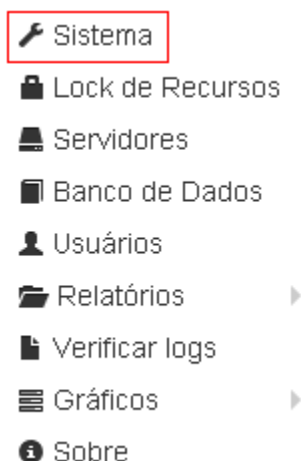 Sistema
Lock de Recursos
Servidores
Banco de Dados
Usuários
Relatórios
Verificar logs
Gráficos
Sobre